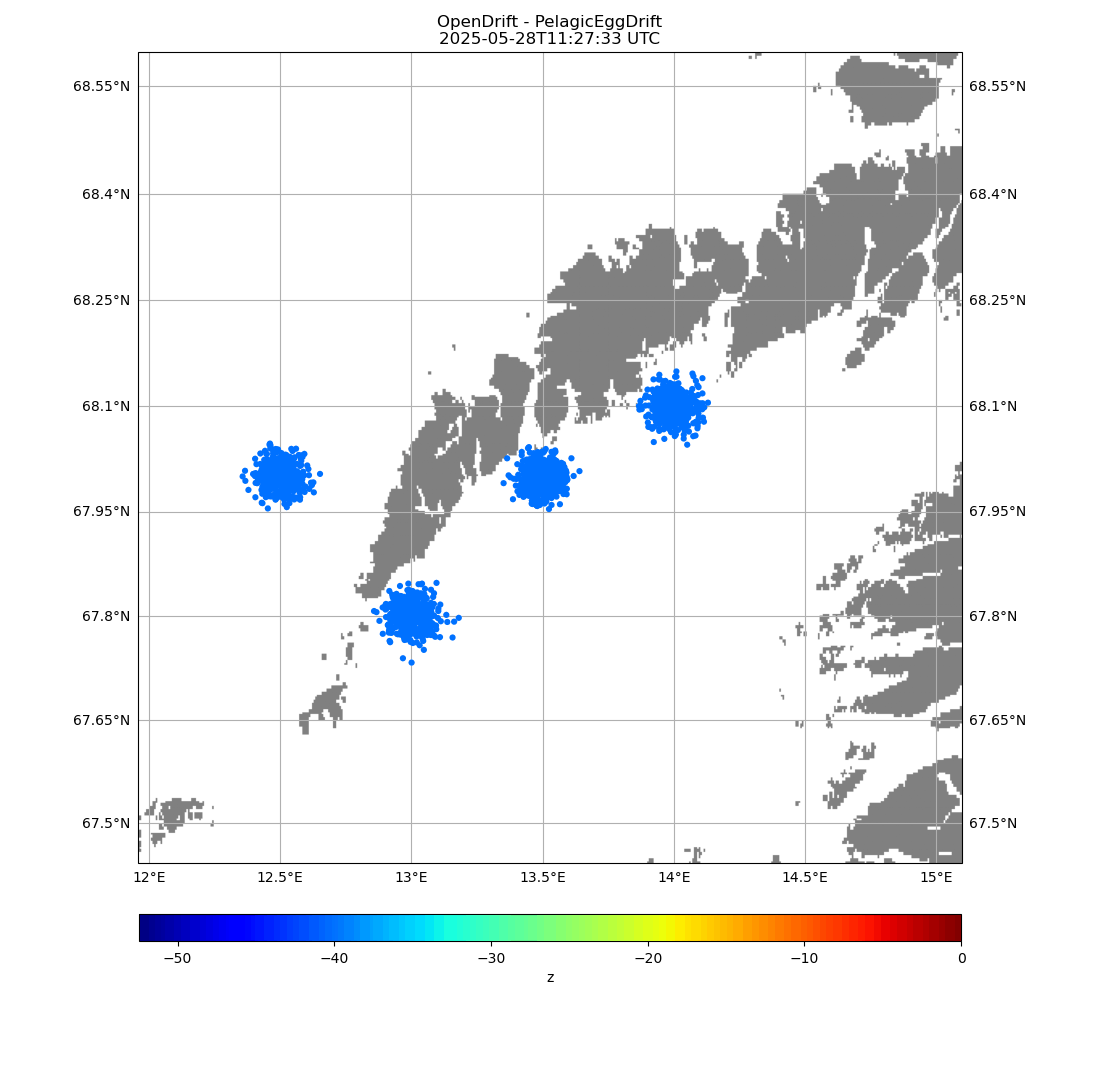 OpenDrift - PelagicEggDrift
2025-05-28T11:27:33 UTC
68.55°N 68.55°N
68.4°N 68.4°N
68.25°N 68.25°N
68.1°N 68.1°N
67.95°N 67.95°N
67.8°N 67.8°N
67.65°N 67.65°N
67.5°N 67.5°N
12°E 12.5°E 13°E 13.5°E 14°E 14.5°E 15°E
−50 −40 −30 −20 −10 0
z